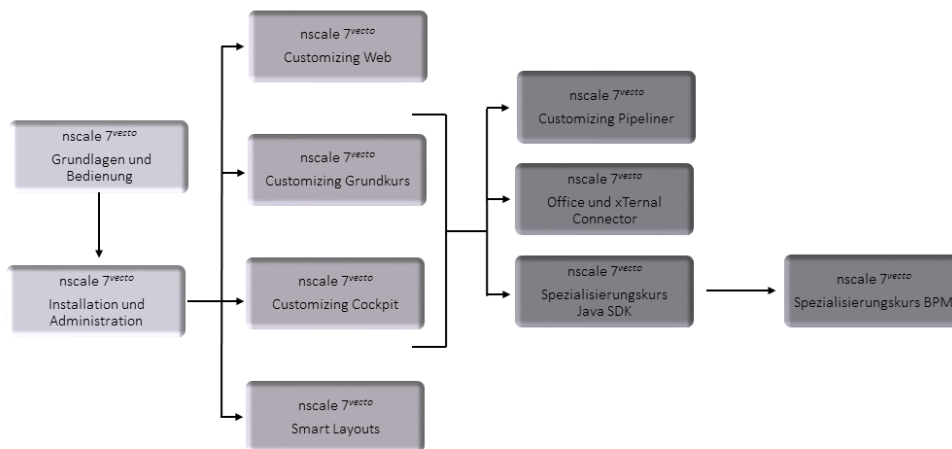 nscale 7vecto
Grundlagen und
Bedienung
nscale 7vecto
Installation und
Administration
nscale 7vecto
Customizing Web
nscale 7vecto
Customizing Grundkurs
nscale 7vecto
Customizing Cockpit
nscale 7vecto
Smart Layouts
nscale 7vecto
Customizing Pipeliner
nscale 7vecto
Office und xTernal
Connector
nscale 7vecto
Spezialisierungskurs
Java SDK
nscale 7vecto
Spezialisierungskurs BPM